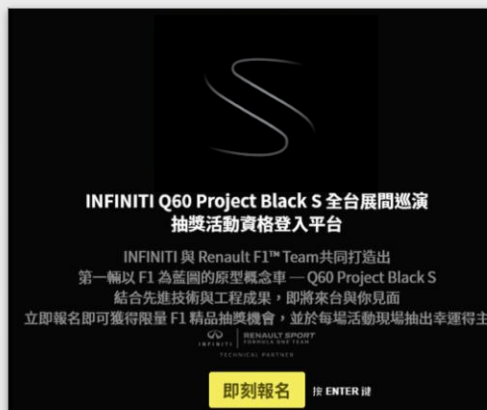 INFINITI Q60 Project Black S 全台展間巡演
抽獎活動資格登入平台
INFINITI 與 Renault F1™ Team共同打造出
第一輛以 F1 為藍圖的原型概念車 — Q60 Project Black S
結合先進技術與工程成果，即將來台與你見面
立即報名即可獲得限量 F1 精品抽獎機會，並於每場活動現場抽出幸運得主
INFINITI
RENAULT SPORT
FORMULA ONE TEAM
TECHNICAL PARTNER
即刻報名 按 ENTER 鍵